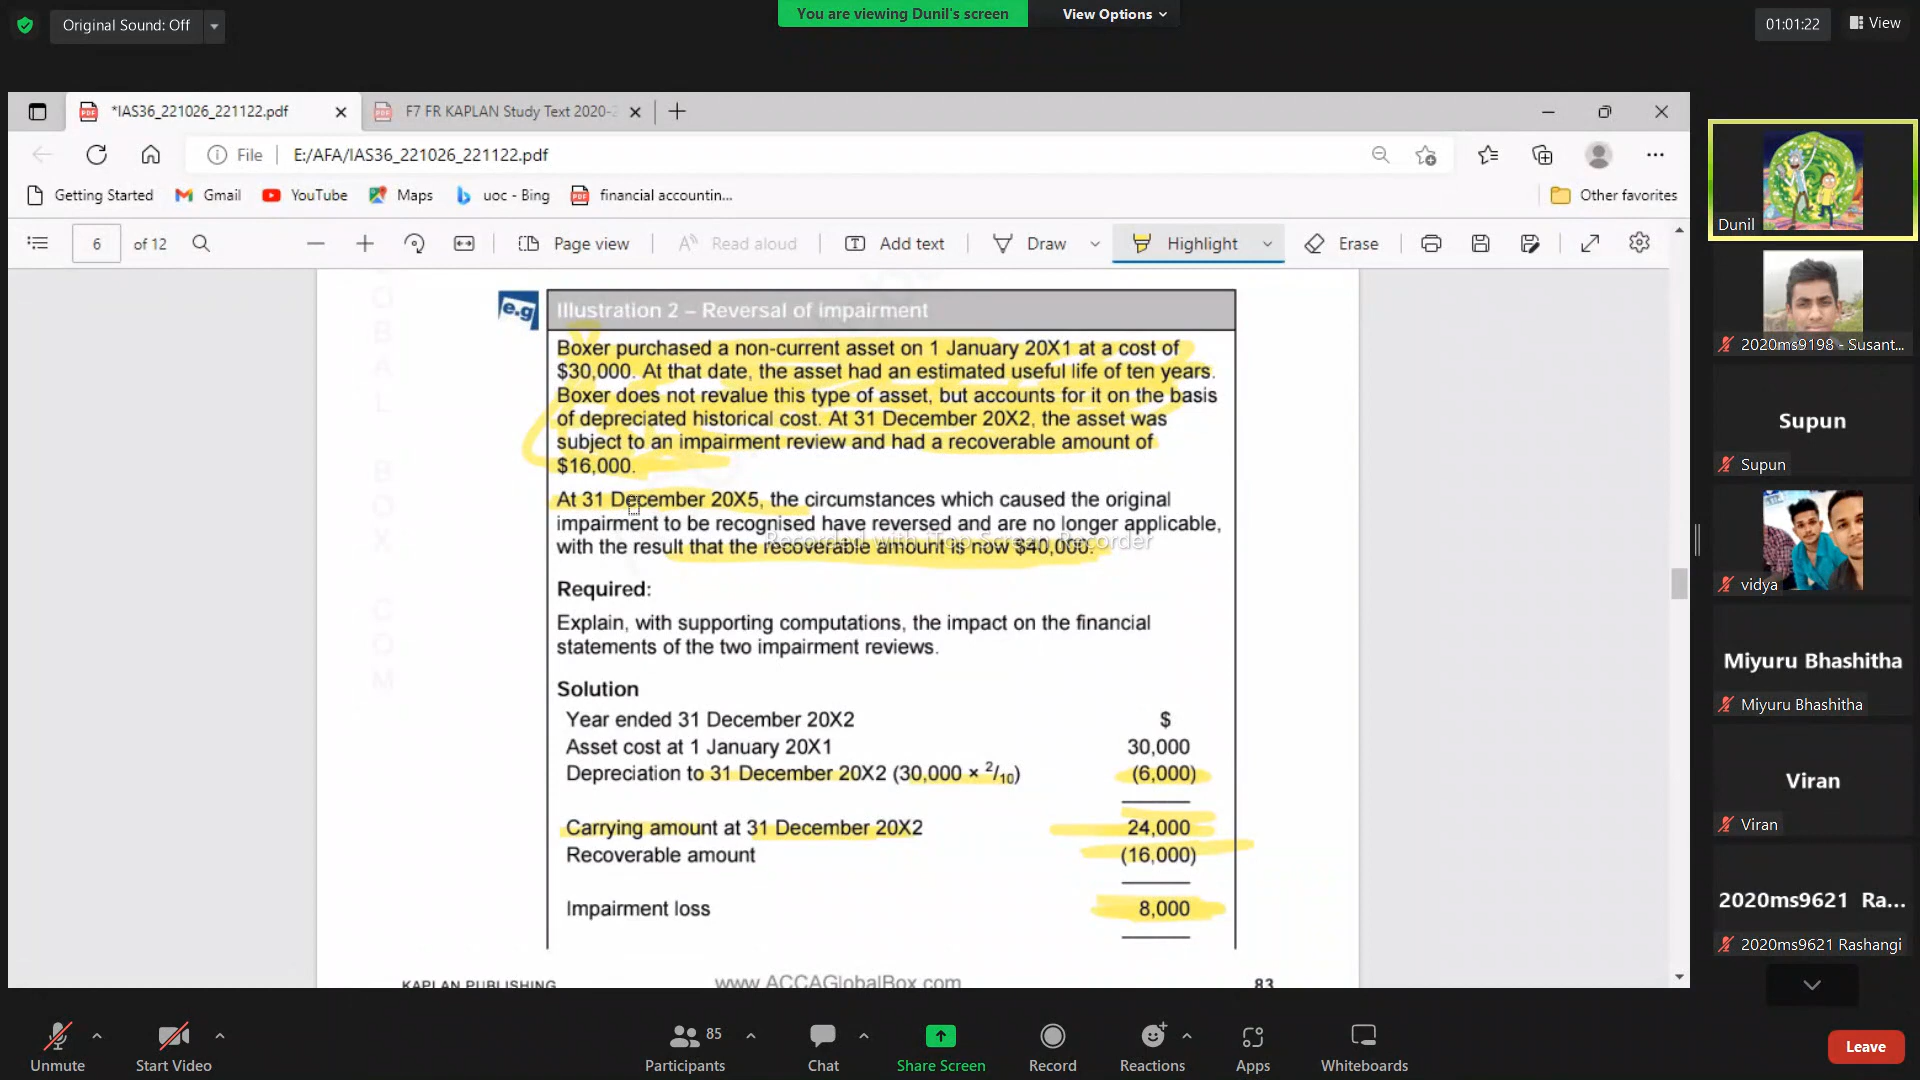 Original Sound: Off
You are viewing Dunil's screen
View Options
01:01:22
View
*IAS36_221026_221122.pdf
F7 FR KAPLAN Study Text 2020-
File
E:/AFA/IAS36_221026_221122.pdf
Getting Started
Gmail
YouTube
Maps
uoc - Bing
financial accountin...
Other favorites
6 of 12
Page view
Read aloud
Add text
Draw
Highlight
Erase
e.g
Illustration 2 – Reversal of impairment
Boxer purchased a non-current asset on 1 January 20X1 at a cost of
$30,000. At that date, the asset had an estimated useful life of ten years.
Boxer does not revalue this type of asset, but accounts for it on the basis
of depreciated historical cost. At 31 December 20X2, the asset was
subject to an impairment review and had a recoverable amount of
$16,000.
At 31 December 20X5, the circumstances which caused the original
impairment to be recognised have reversed and are no longer applicable,
with the result that the recoverable amount is now $40,000.
Recorded with iTop Screen Recorder
Required:
Explain, with supporting computations, the impact on the financial
statements of the two impairment reviews.
Solution
Year ended 31 December 20X2 $
Asset cost at 1 January 20X1 30,000
Depreciation to 31 December 20X2 (30,000 × 2/10) (6,000)
Carrying amount at 31 December 20X2 24,000
Recoverable amount (16,000)
Impairment loss 8,000
KAPLAN PUBLISHING www.ACCAGlobalBox.com 83
O
B
A
L
B
O
X
C
O
M
Dunil
2020ms9198 - Susant...
Supun
Supun
vidya
Miyuru Bhashitha
Miyuru Bhashitha
Viran
Viran
2020ms9621 Ra...
2020ms9621 Rashangi
Unmute
Start Video
Participants
85
Chat
Share Screen
Record
Reactions
Apps
Whiteboards
Leave